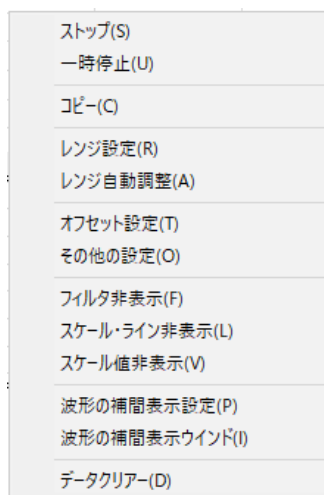 ストップ(S)
一時停止(U)
コピー(C)
レンジ設定(R)
レンジ自動調整(A)
オフセット設定(T)
その他の設定(O)
フィルタ非表示(F)
スケール・ライン非表示(L)
スケール値非表示(V)
波形の補間表示設定(P)
波形の補間表示ウインド(I)
データクリアー(D)